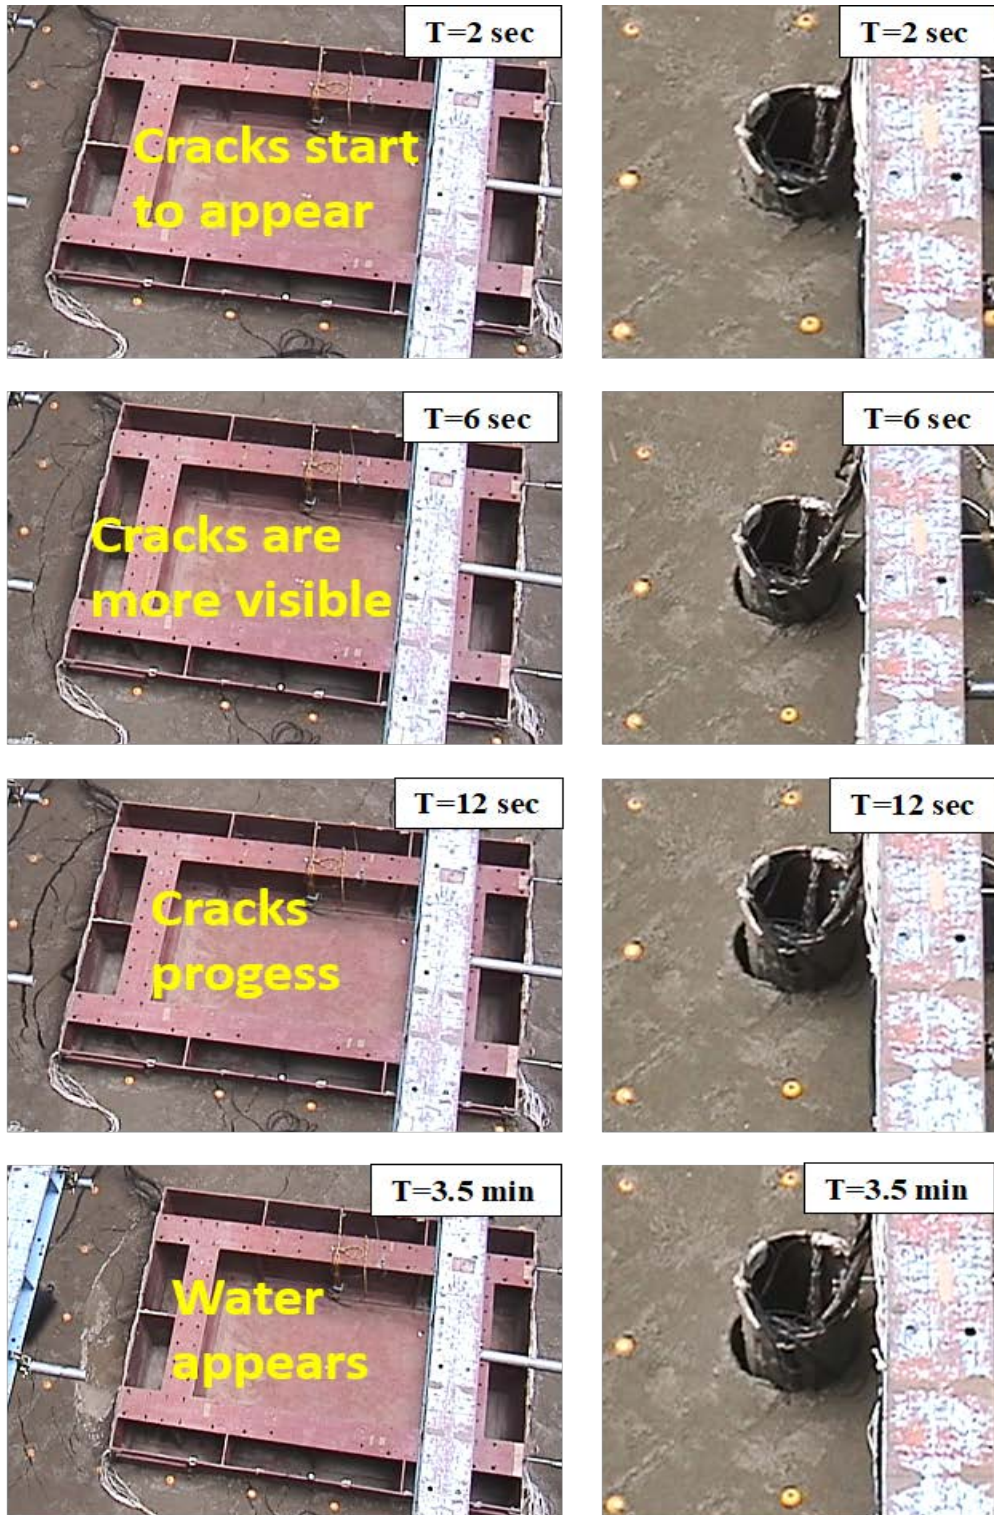 T=2 sec
Cracks start
to appear
T=2 sec
T=6 sec
Cracks are
more visible
T=6 sec
T=12 sec
Cracks
progess
T=12 sec
T=3.5 min
Water
appears
T=3.5 min